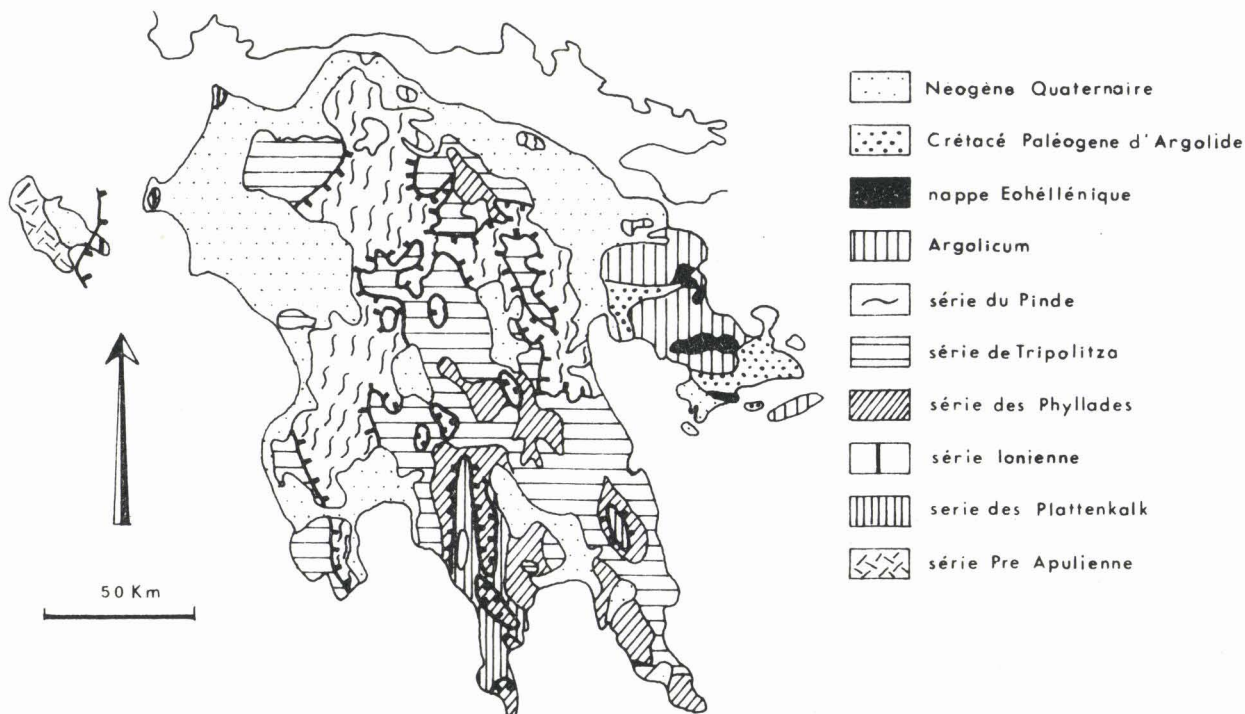 Néogène Quaternaire
Crétacé Paléogene d'Argolide
nappe Eohéllénique
Argolicum
série du Pinde
série de Tripolitza
série des Phyllades
série Ionienne
serie des Plattenkalk
série Pre Apulienne
50 Km